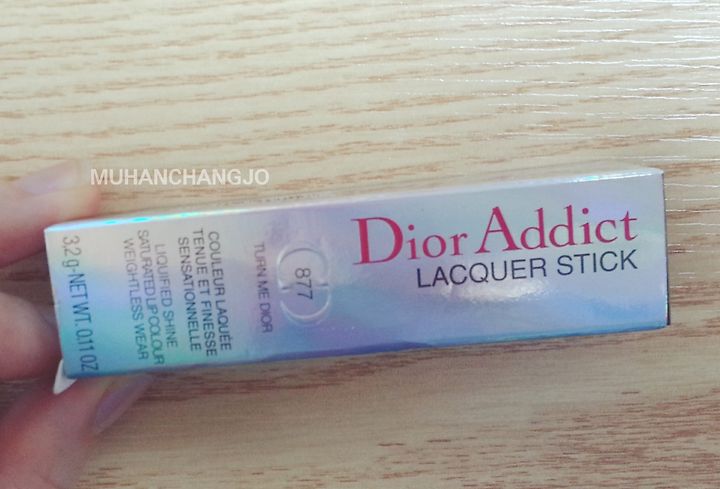 MUHANCHANGJO
Dior Addict
LACQUER STICK
877
TURN ME DIOR
COULEUR LAQUÉE
TENUE ET FINESSE
SENSATIONNELLE
LIQUIFIED SHINE
SATURATED LIP COLOUR
WEIGHTLESS WEAR
3.2 g-NET WT. 0.11 OZ